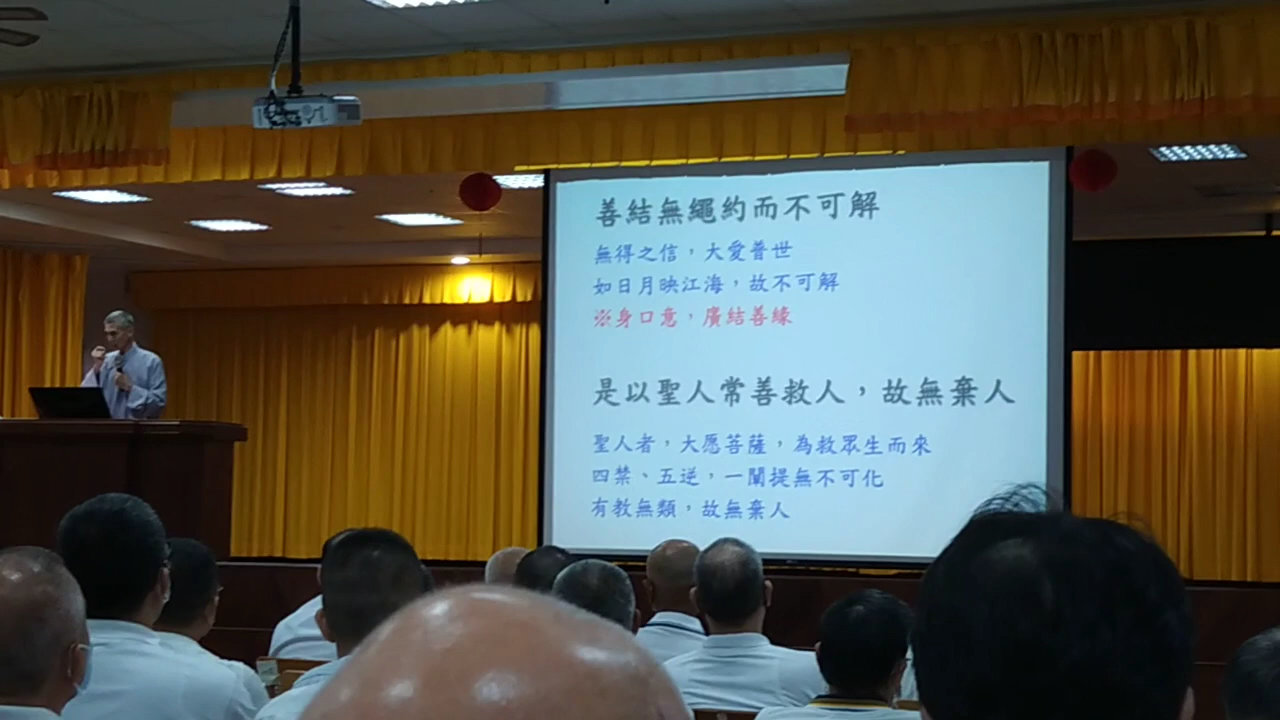 善結無繩約而不可解
無得之信，大愛普世
如日月映江海，故不可解
※身口意，廣結善緣
是以聖人常善救人，故無棄人
聖人者，大愿菩薩，為救眾生而來
四禁、五逆，一闡提無不可化
有教無類，故無棄人